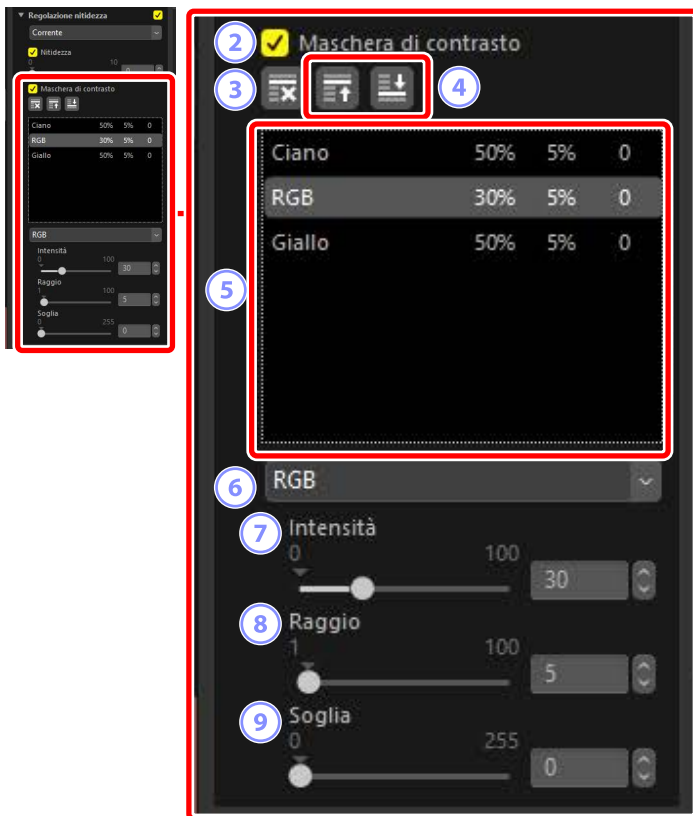 Regolazione nitidezza
Corrente
Nitidezza
0 10
Maschera di contrasto
Ciano 50% 5% 0
RGB 30% 5% 0
Giallo 50% 5% 0
RGB
Intensità
0 100
30
Raggio
1 100
5
Soglia
0 255
0
2 Maschera di contrasto
3 4
Ciano 50% 5% 0
RGB 30% 5% 0
Giallo 50% 5% 0
5
6 RGB
7 Intensità
0 100
30
8 Raggio
1 100
5
9 Soglia
0 255
0